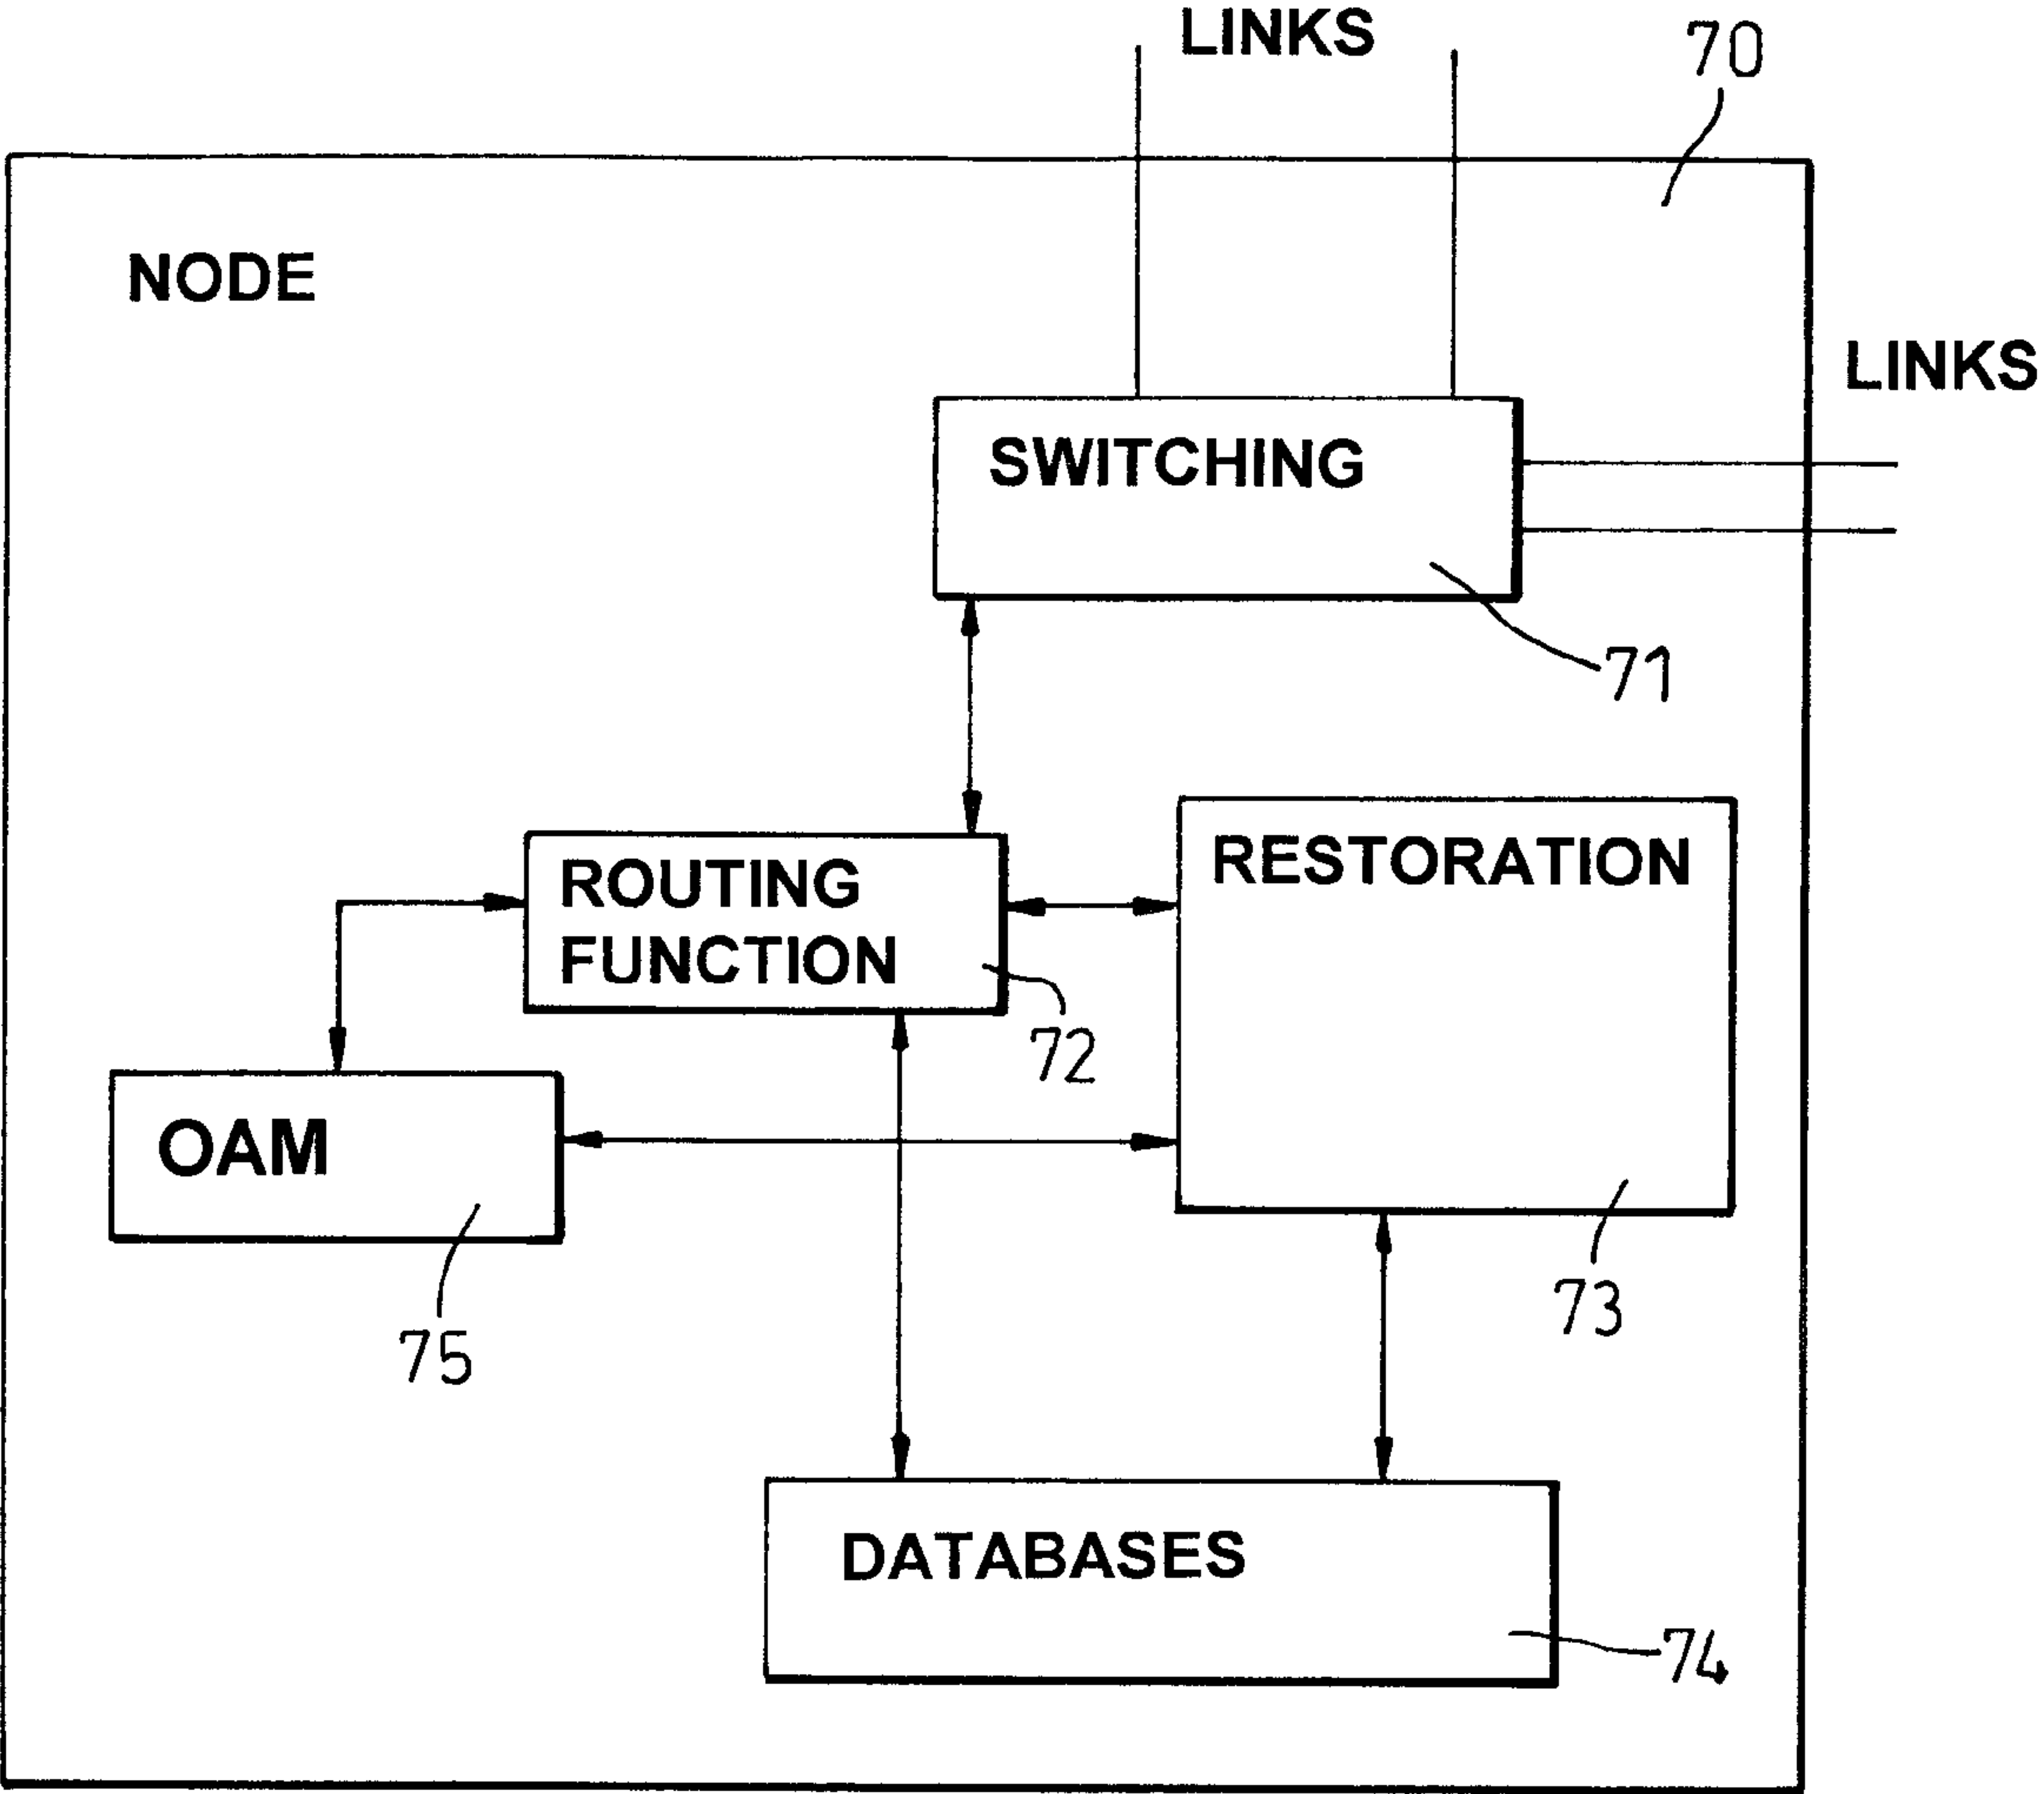 LINKS
70
NODE
LINKS
SWITCHING
71
RESTORATION
ROUTING
FUNCTION
72
OAM
73
75
DATABASES
74